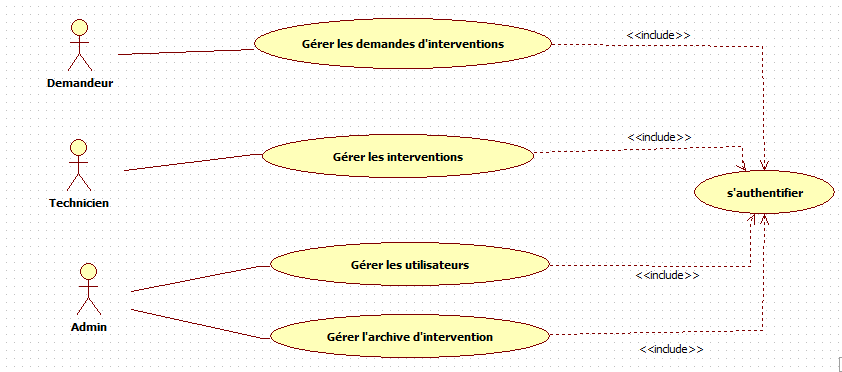 Gérer les demandes d'interventions
<<include>>
Demandeur
Gérer les interventions
<<include>>
Technicien
s'authentifier
Gérer les utilisateurs
<<include>>
Admin
Gérer l'archive d'intervention
<<include>>